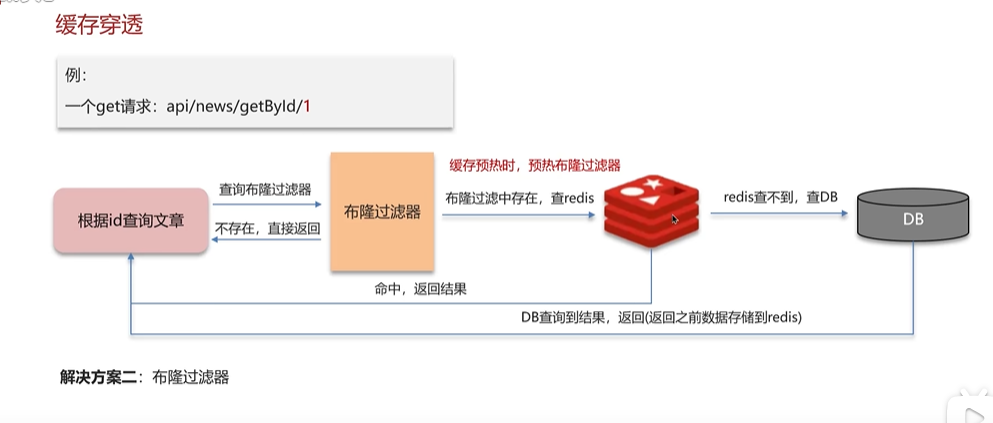 缓存穿透
例：
一个get请求：api/news/getById/1
缓存预热时，预热布隆过滤器
查询布隆过滤器
布隆过滤中存在，查redis
redis查不到，查DB
根据id查询文章
布隆过滤器
DB
不存在，直接返回
命中，返回结果
DB查询到结果，返回(返回之前数据存储到redis)
解决方案二：布隆过滤器